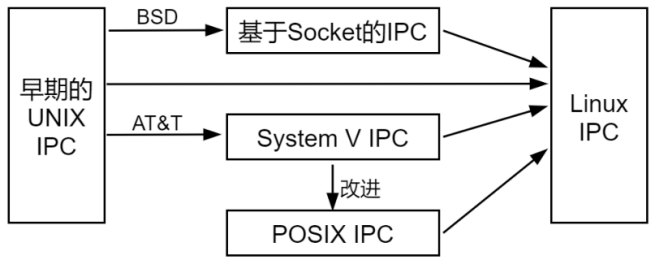 早期的
UNIX
IPC
BSD
基于Socket的IPC
AT&T
System V IPC
改进
POSIX IPC
Linux
IPC